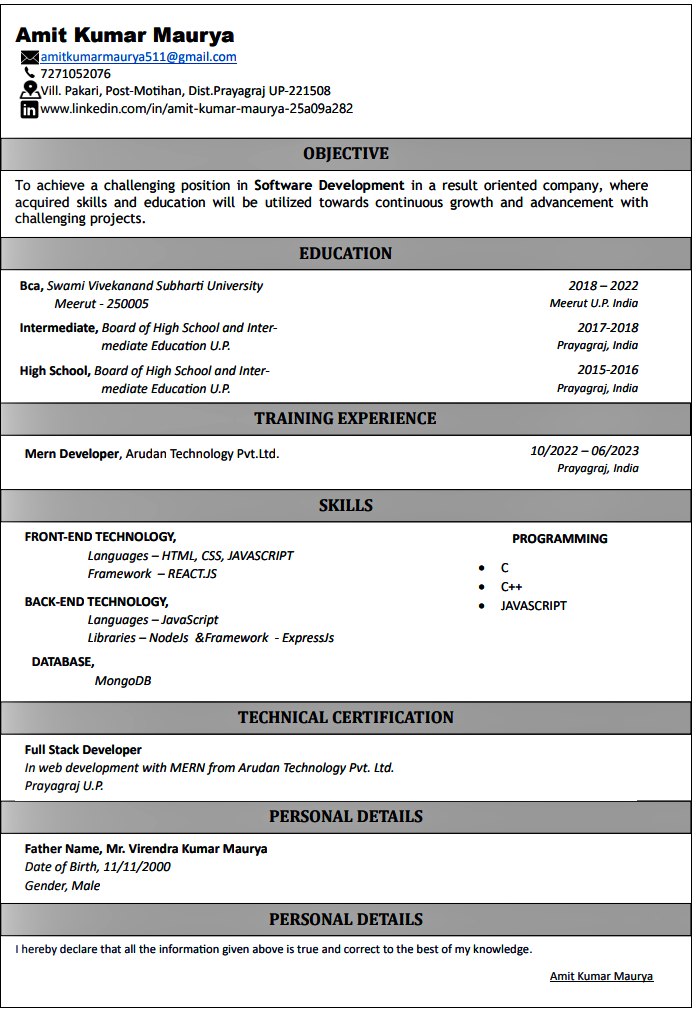 Amit Kumar Maurya
amitkumarmaurya511@gmail.com
7271052076
Vill. Pakari, Post-Motihan, Dist.Prayagraj UP-221508
in www.linkedin.com/in/amit-kumar-maurya-25a09a282
OBJECTIVE
To achieve a challenging position in Software Development in a result oriented company, where
acquired skills and education will be utilized towards continuous growth and advancement with
challenging projects.
EDUCATION
Bca, Swami Vivekanand Subharti University 2018 – 2022
Meerut - 250005 Meerut U.P. India
Intermediate, Board of High School and Inter- 2017-2018
mediate Education U.P. Prayagraj, India
High School, Board of High School and Inter- 2015-2016
mediate Education U.P. Prayagraj, India
TRAINING EXPERIENCE
Mern Developer, Arudan Technology Pvt.Ltd. 10/2022 – 06/2023
Prayagraj, India
SKILLS
FRONT-END TECHNOLOGY,
Languages – HTML, CSS, JAVASCRIPT
Framework – REACT.JS
BACK-END TECHNOLOGY,
Languages – JavaScript
Libraries – NodeJs &Framework - ExpressJs
DATABASE,
MongoDB
PROGRAMMING
• C
• C++
• JAVASCRIPT
TECHNICAL CERTIFICATION
Full Stack Developer
In web development with MERN from Arudan Technology Pvt. Ltd.
Prayagraj U.P.
PERSONAL DETAILS
Father Name, Mr. Virendra Kumar Maurya
Date of Birth, 11/11/2000
Gender, Male
PERSONAL DETAILS
I hereby declare that all the information given above is true and correct to the best of my knowledge.
Amit Kumar Maurya